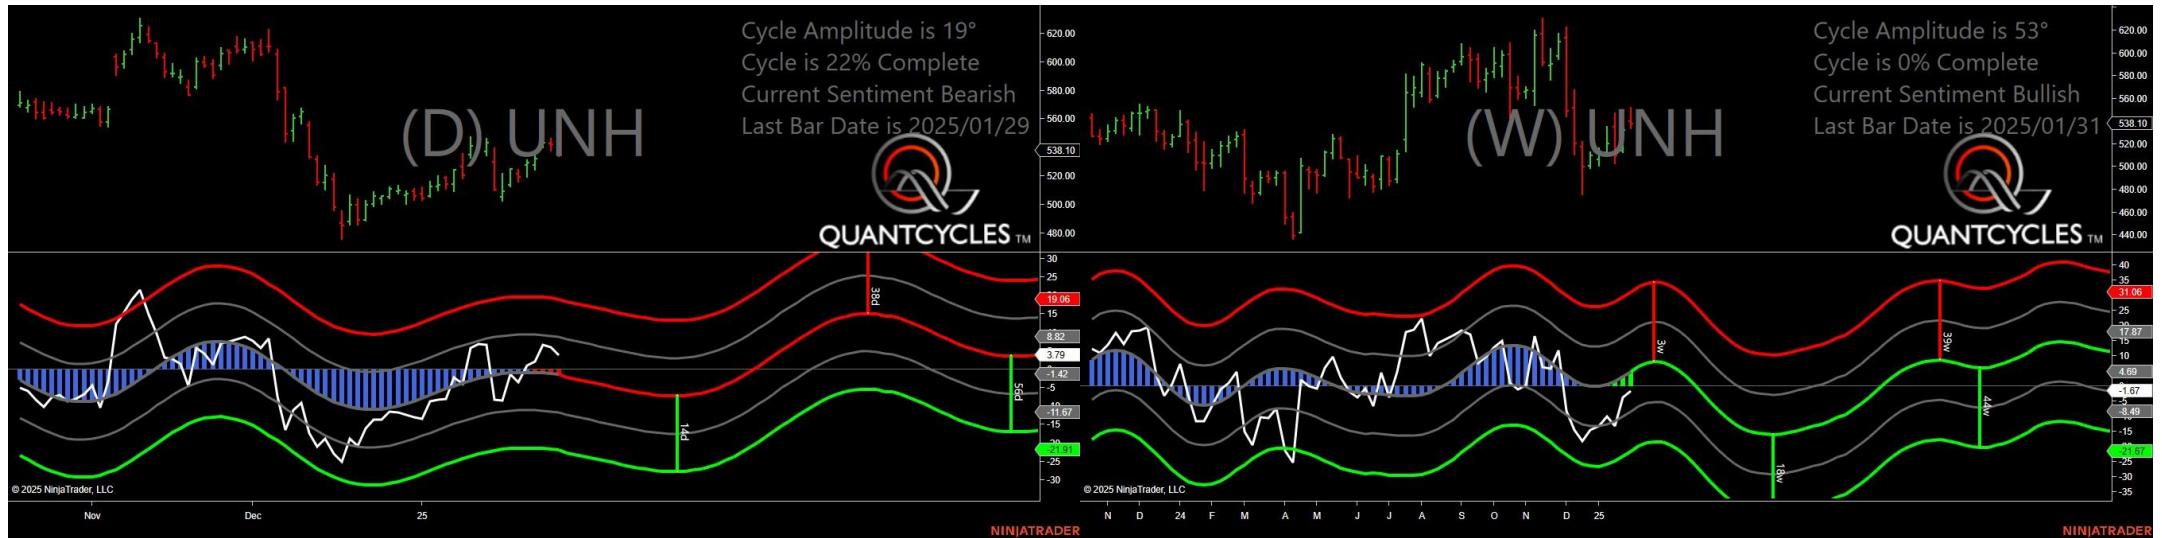 Cycle Amplitude is 19°
Cycle is 22% Complete
Current Sentiment Bearish
Last Bar Date is 2025/01/29
(D) UNH
QUANTCYCLES TM
620.00
600.00
580.00
560.00
538.10
520.00
500.00
480.00
30
25
19.06
15
8.82
3.79
-1.42
-5
-11.67
-15
-21.91
-25
-30
38d
14d
56d
© 2025 NinjaTrader, LLC
Nov
Dec
25
NINJATRADER
Cycle Amplitude is 53°
Cycle is 0% Complete
Current Sentiment Bullish
Last Bar Date is 2025/01/31
(W) UNH
QUANTCYCLES TM
620.00
600.00
580.00
560.00
538.10
520.00
500.00
480.00
460.00
440.00
40
35
31.06
25
17.87
15
10
4.69
-1.67
-8.49
-15
-21.67
-25
-30
-35
3w
18w
39w
44w
© 2025 NinjaTrader, LLC
N D 24 F M A M J J A S O N D 25
NINJATRADER